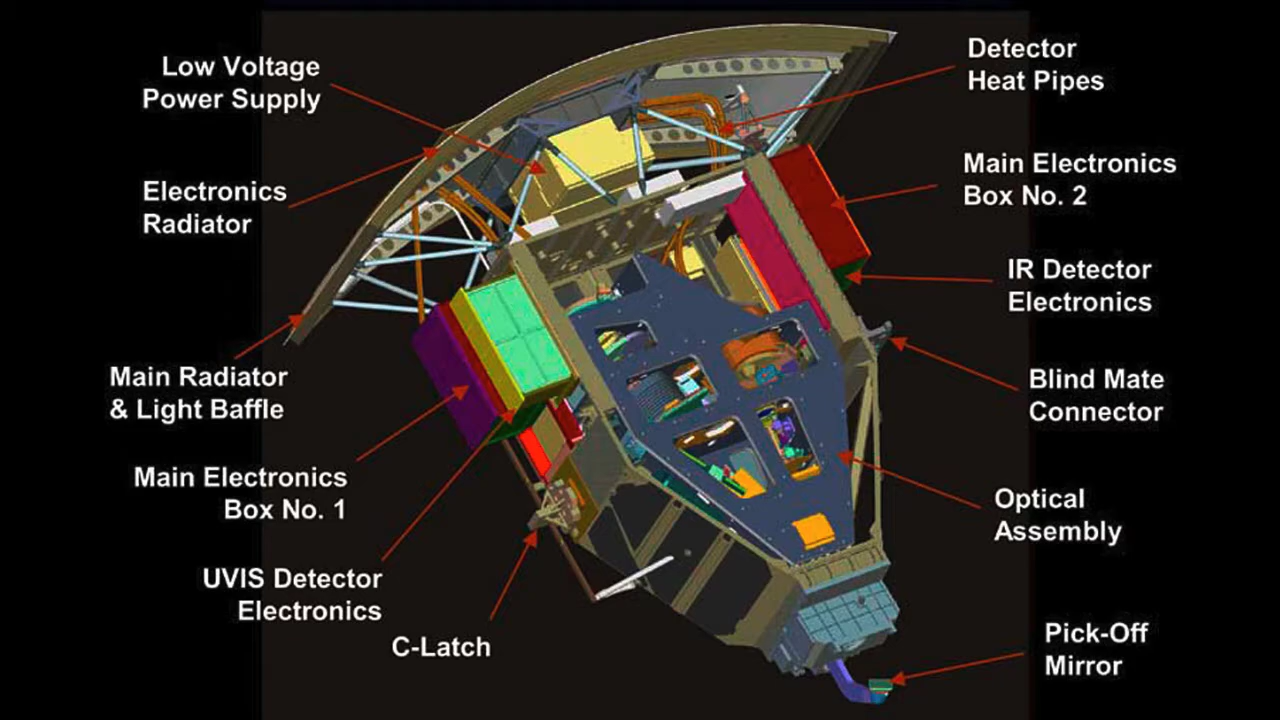 Low Voltage
Power Supply
Electronics
Radiator
Main Radiator
& Light Baffle
Main Electronics
Box No. 1
UVIS Detector
Electronics
C-Latch
Detector
Heat Pipes
Main Electronics
Box No. 2
IR Detector
Electronics
Blind Mate
Connector
Optical
Assembly
Pick-Off
Mirror